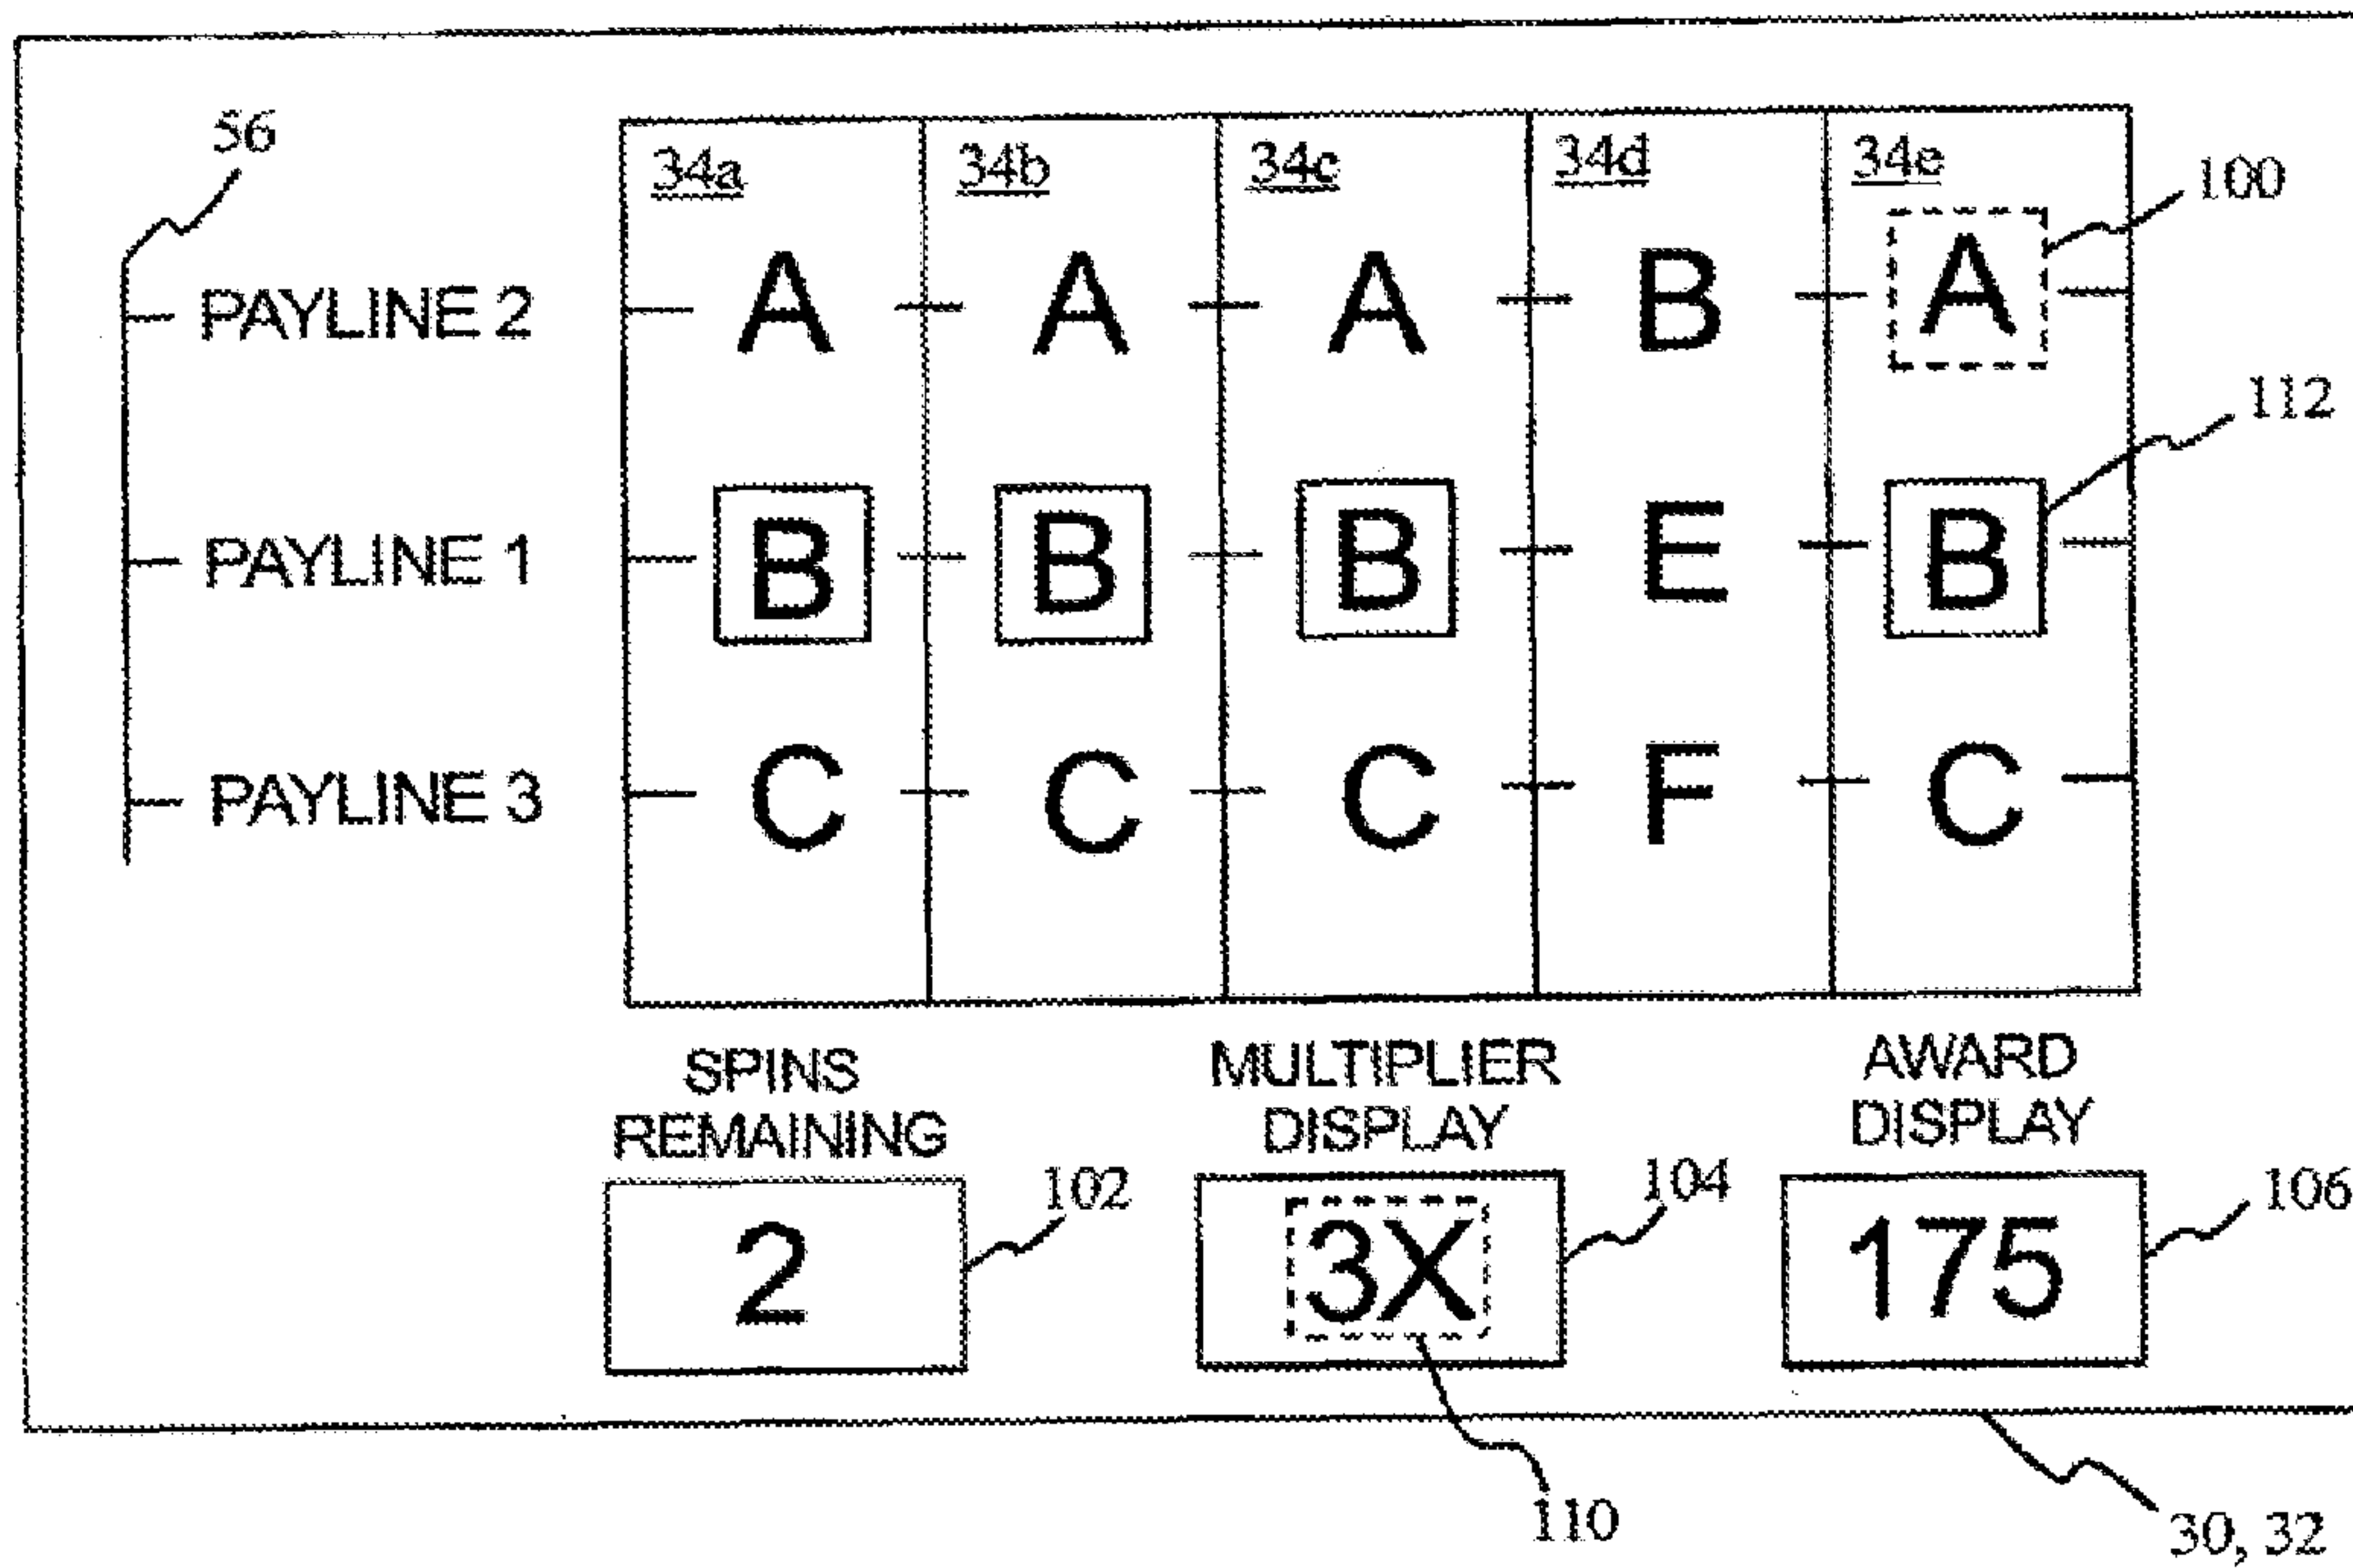 56
34a 34b 34c 34d 34e
100
PAYLINE 2 A A A B A
112
PAYLINE 1 B B B E B
PAYLINE 3 C C C F C
SPINS REMAINING
MULTIPLIER DISPLAY
AWARD DISPLAY
2 102
3X 104
175 106
110
30, 32